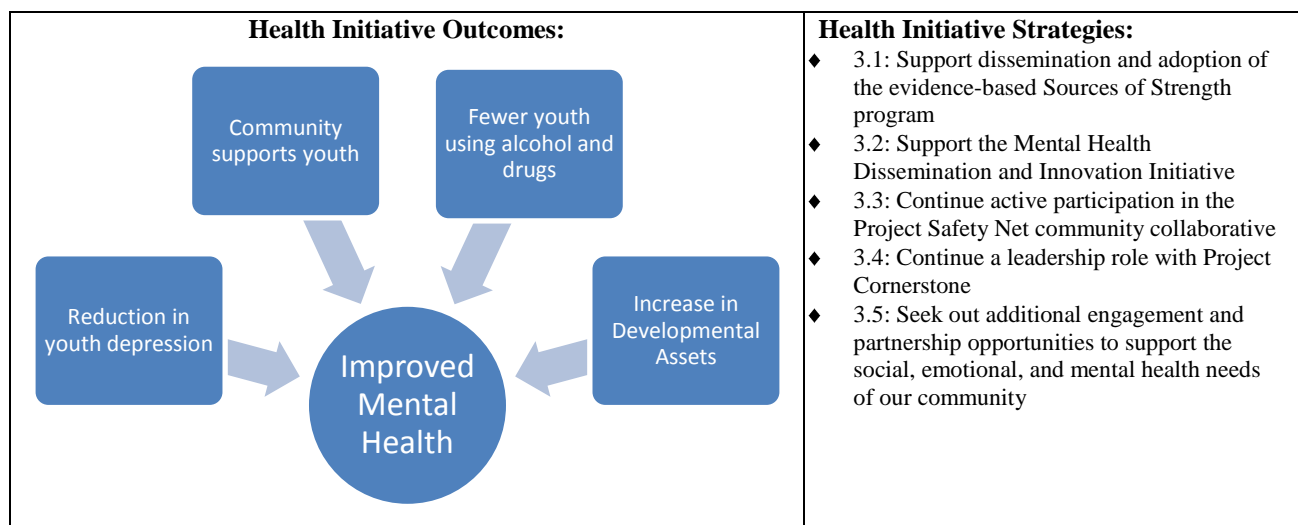 Health Initiative Outcomes:
Community
supports youth
Fewer youth
using alcohol and
drugs
Reduction in
youth depression
Increase in
Developmental
Assets
Improved
Mental
Health
Health Initiative Strategies:
♦ 3.1: Support dissemination and adoption of
the evidence-based Sources of Strength
program
♦ 3.2: Support the Mental Health
Dissemination and Innovation Initiative
♦ 3.3: Continue active participation in the
Project Safety Net community collaborative
♦ 3.4: Continue a leadership role with Project
Cornerstone
♦ 3.5: Seek out additional engagement and
partnership opportunities to support the
social, emotional, and mental health needs
of our community